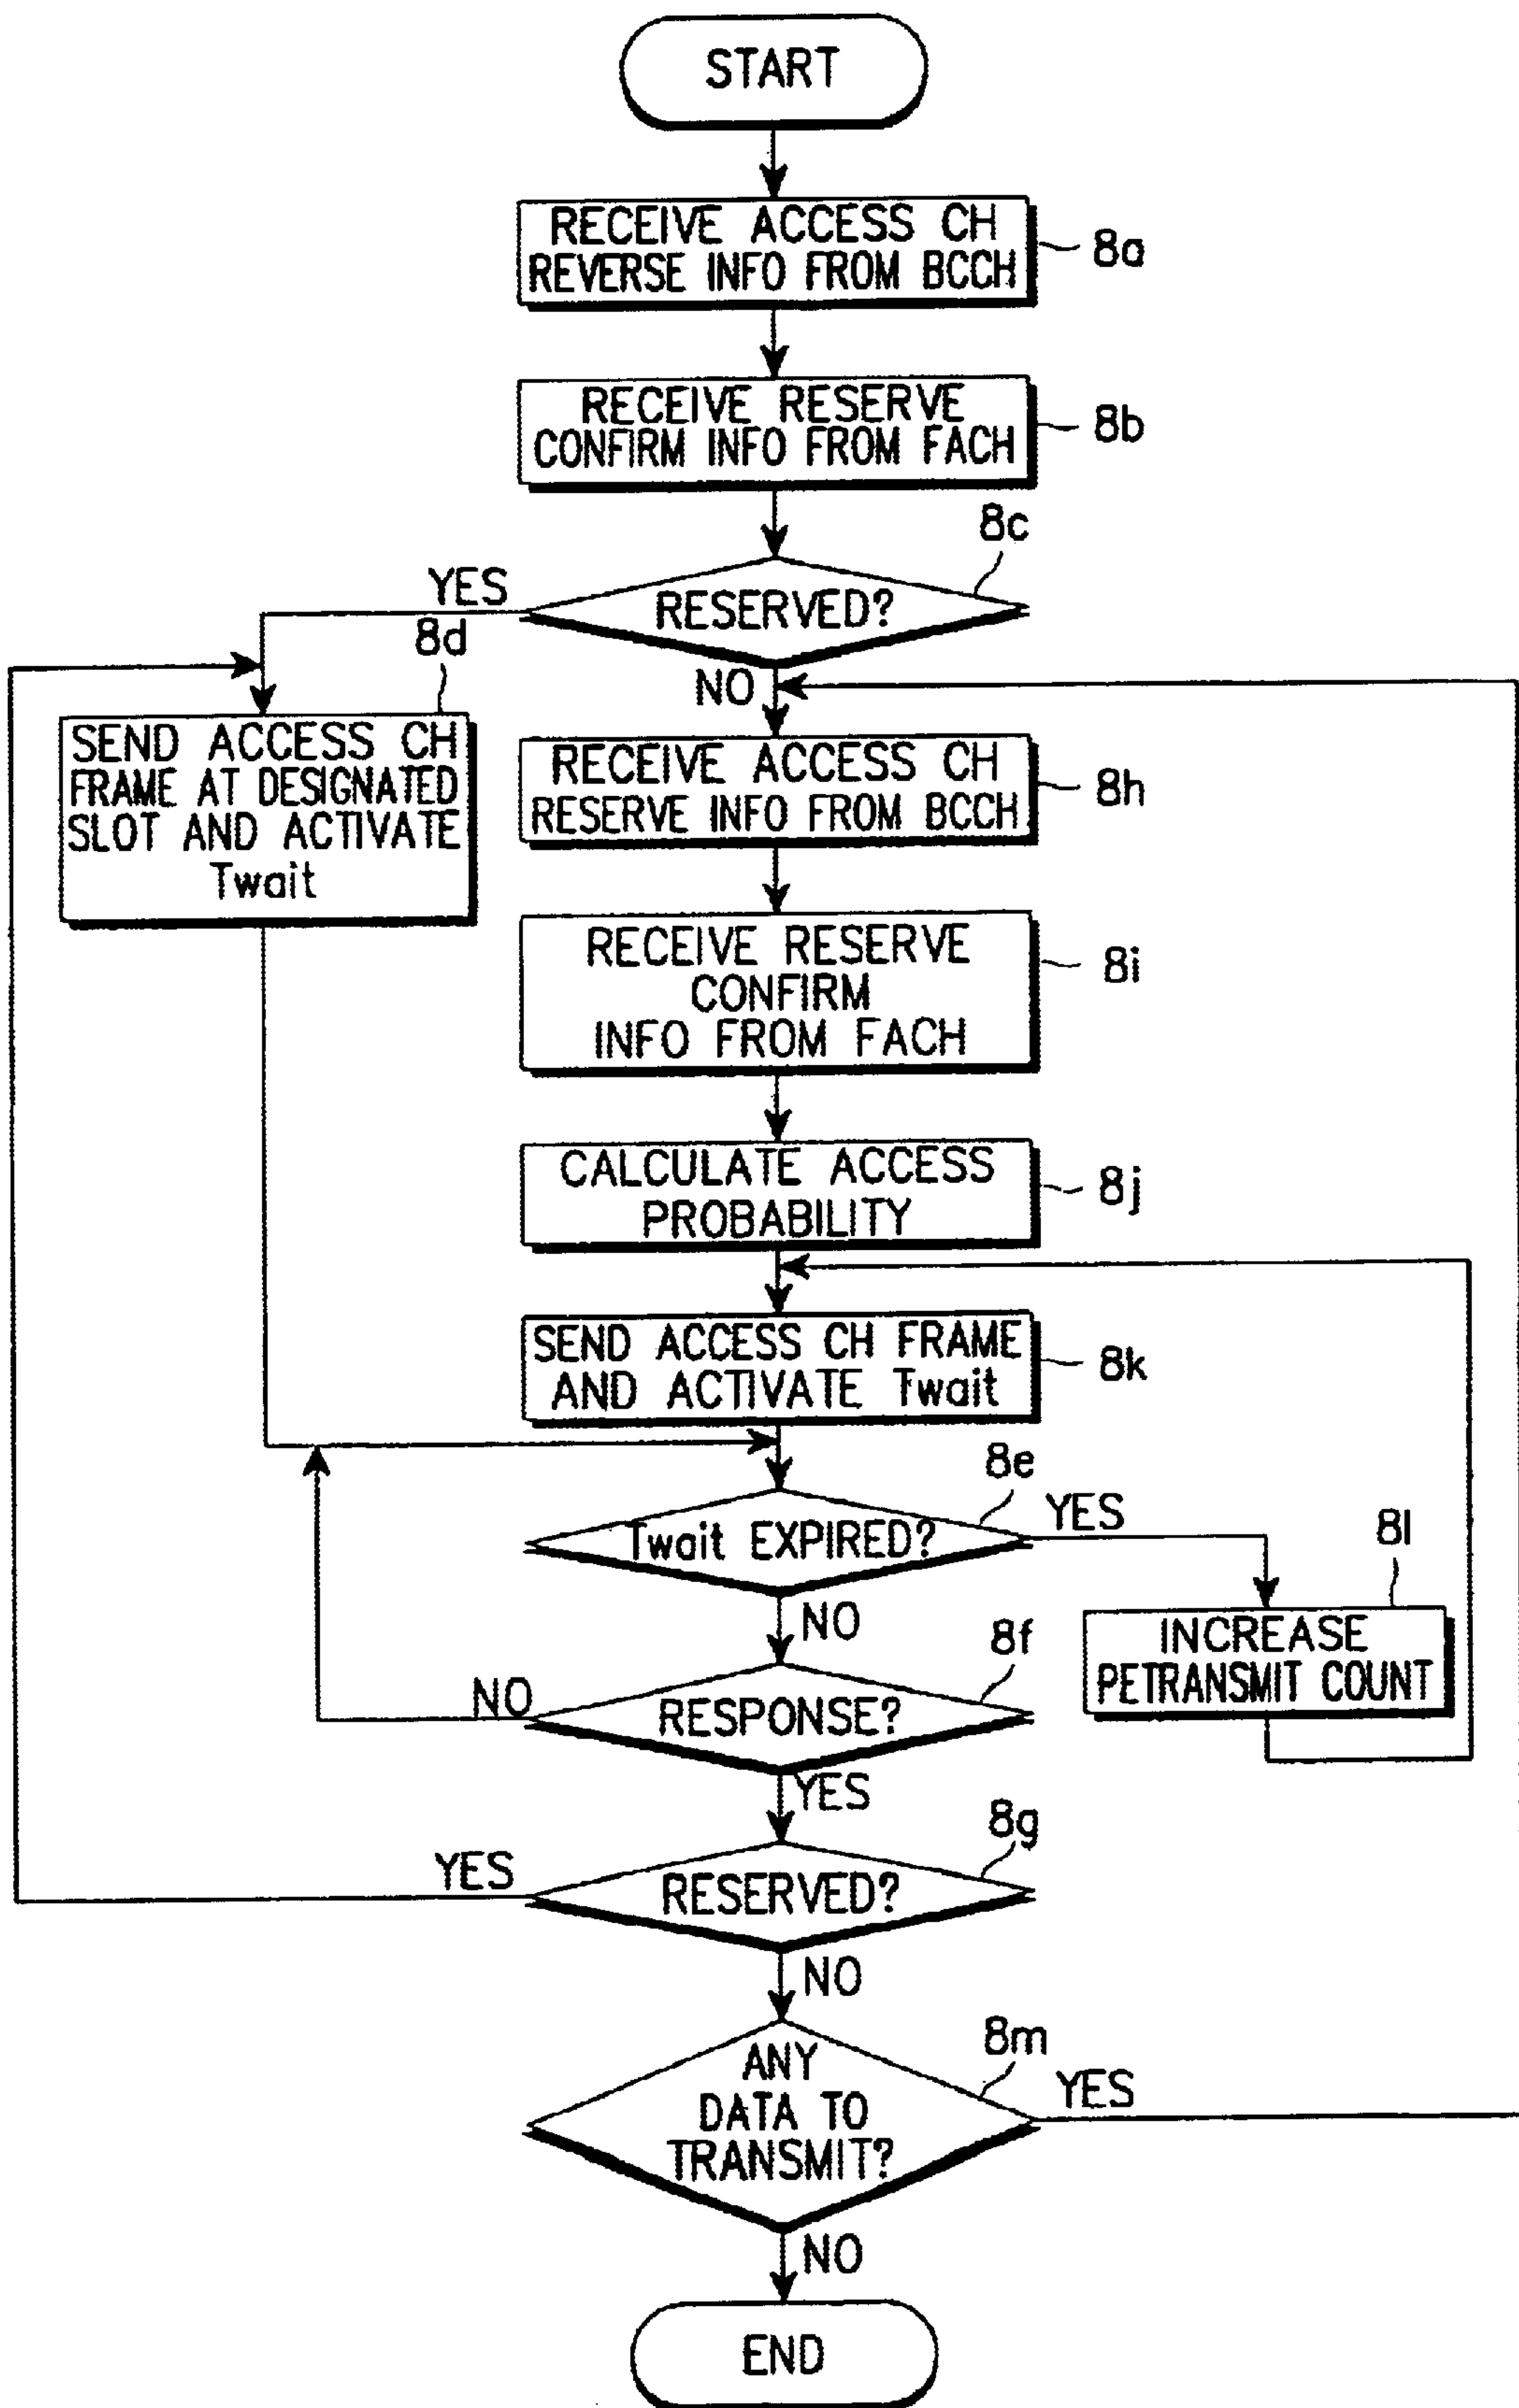 START
RECEIVE ACCESS CH
REVERSE INFO FROM BCCH
8a
RECEIVE RESERVE
CONFIRM INFO FROM FACH
8b
8c
YES
RESERVED?
8d
NO
SEND ACCESS CH
FRAME AT DESIGNATED
SLOT AND ACTIVATE
Twait
RECEIVE ACCESS CH
RESERVE INFO FROM BCCH
8h
RECEIVE RESERVE
CONFIRM
INFO FROM FACH
8i
CALCULATE ACCESS
PROBABILITY
8j
SEND ACCESS CH FRAME
AND ACTIVATE Twait
8k
8e
Twait EXPIRED?
YES
8l
NO
INCREASE
PETRANSMIT COUNT
8f
NO
RESPONSE?
YES
8g
YES
RESERVED?
NO
8m
ANY
DATA TO
TRANSMIT?
YES
NO
END